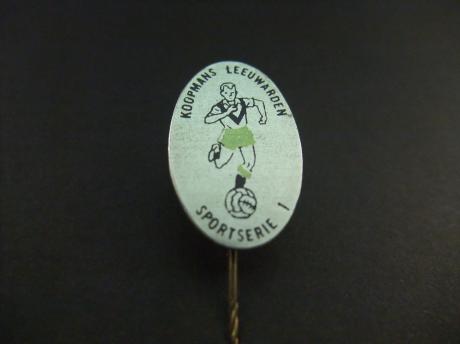 KOOPMANS LEEUWARDEN
SPORTSERIE 1